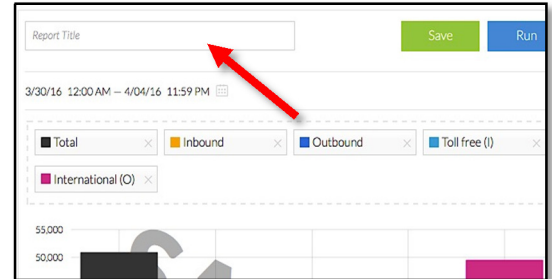 Report Title
Save
Run
3/30/16 12:00 AM — 4/04/16 11:59 PM
Total × Inbound × Outbound × Toll free (I) ×
International (O) ×
55,000
50,000